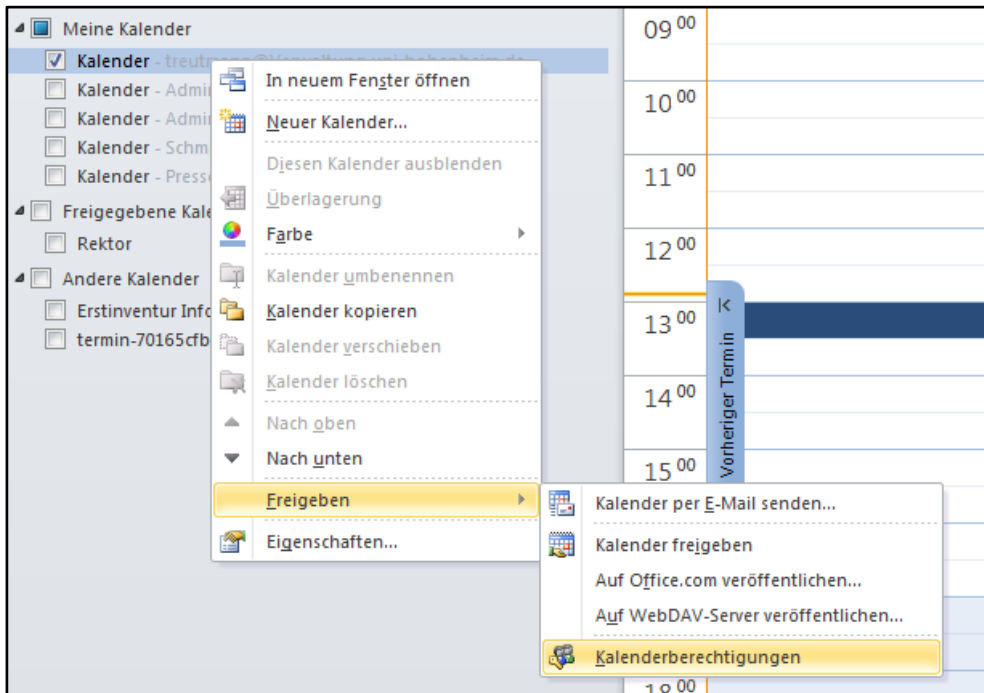 Meine Kalender
Kalender -
Kalender - Admi
Kalender - Admi
Kalender - Schm
Kalender - Press
Freigegebene Kale
Rektor
Andere Kalender
Erstinventur Info
termin-70165cfb
In neuem Fenster öffnen
Neuer Kalender...
Diesen Kalender ausblenden
Überlagerung
Farbe
Kalender umbenennen
Kalender kopieren
Kalender verschieben
Kalender löschen
Nach oben
Nach unten
Freigeben
Eigenschaften...
Kalender per E-Mail senden...
Kalender freigeben
Auf Office.com veröffentlichen...
Auf WebDAV-Server veröffentlichen...
Kalenderberechtigungen
09 00
10 00
11 00
12 00
13 00
14 00
15 00
18 00
Vorheriger Termin